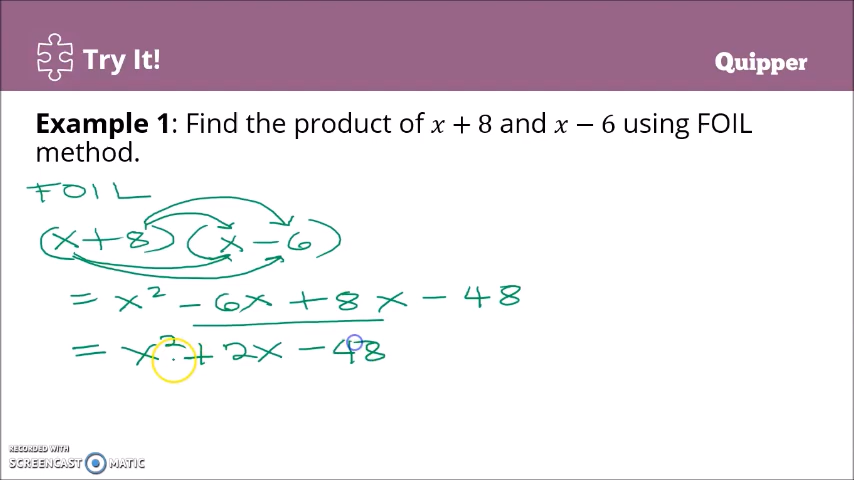 Try It!
Quipper
Example 1: Find the product of x + 8 and x − 6 using FOIL
method.
FOIL
(x+8) (x-6)
= x² - 6x + 8x - 48
= x² + 2x - 48
RECORDED WITH
SCREENCAST MATIC